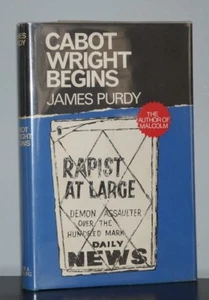 CABOT
WRIGHT
BEGINS
JAMES PURDY
THE
AUTHOR OF
MALCOLM
RAPIST
AT LARGE
DEMON ASSAULTER
OVER THE
HUNDRED MARK
DAILY
NEWS